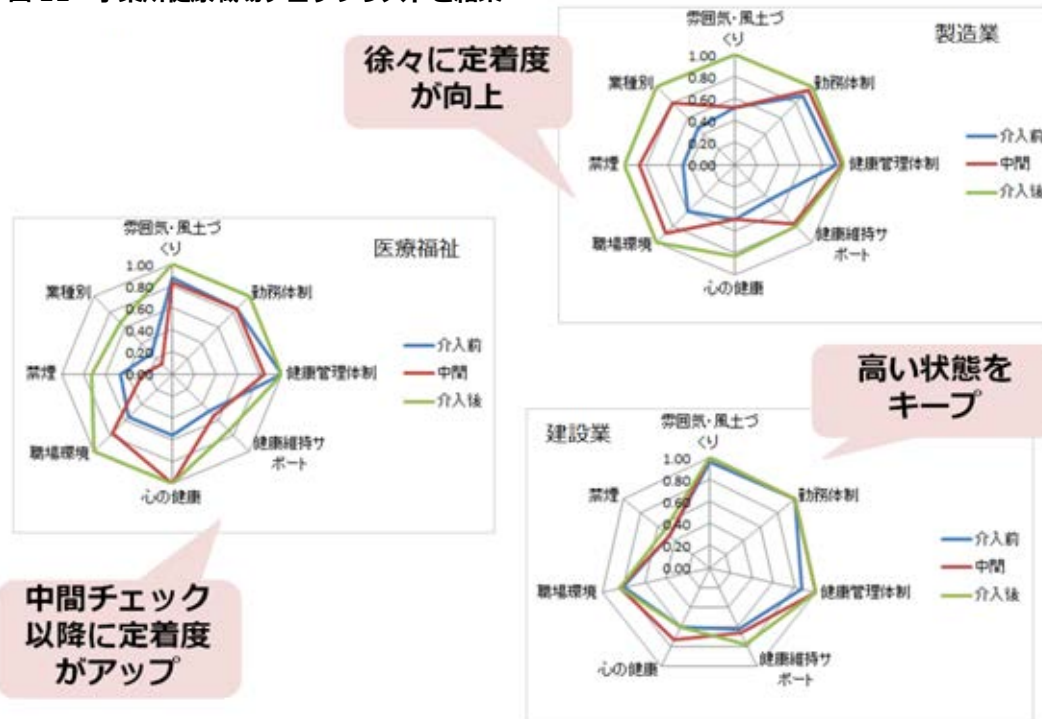 徐々に定着度
が向上
製造業
雰囲気・風土づ
くり
勤務体制
健康管理体制
健康維持サ
ポート
心の健康
職場環境
禁煙
業種別
1.00
0.80
0.60
0.40
0.20
0.00
介入前
中間
介入後
医療福祉
雰囲気・風土づ
くり
勤務体制
健康管理体制
健康維持サ
ポート
心の健康
職場環境
禁煙
業種別
1.00
0.80
0.60
0.40
0.20
0.00
介入前
中間
介入後
中間チェック
以降に定着度
がアップ
高い状態を
キープ
建設業
雰囲気・風土づ
くり
勤務体制
健康管理体制
健康維持サ
ポート
心の健康
職場環境
禁煙
1.00
0.80
0.60
0.40
0.20
0.00
介入前
中間
介入後